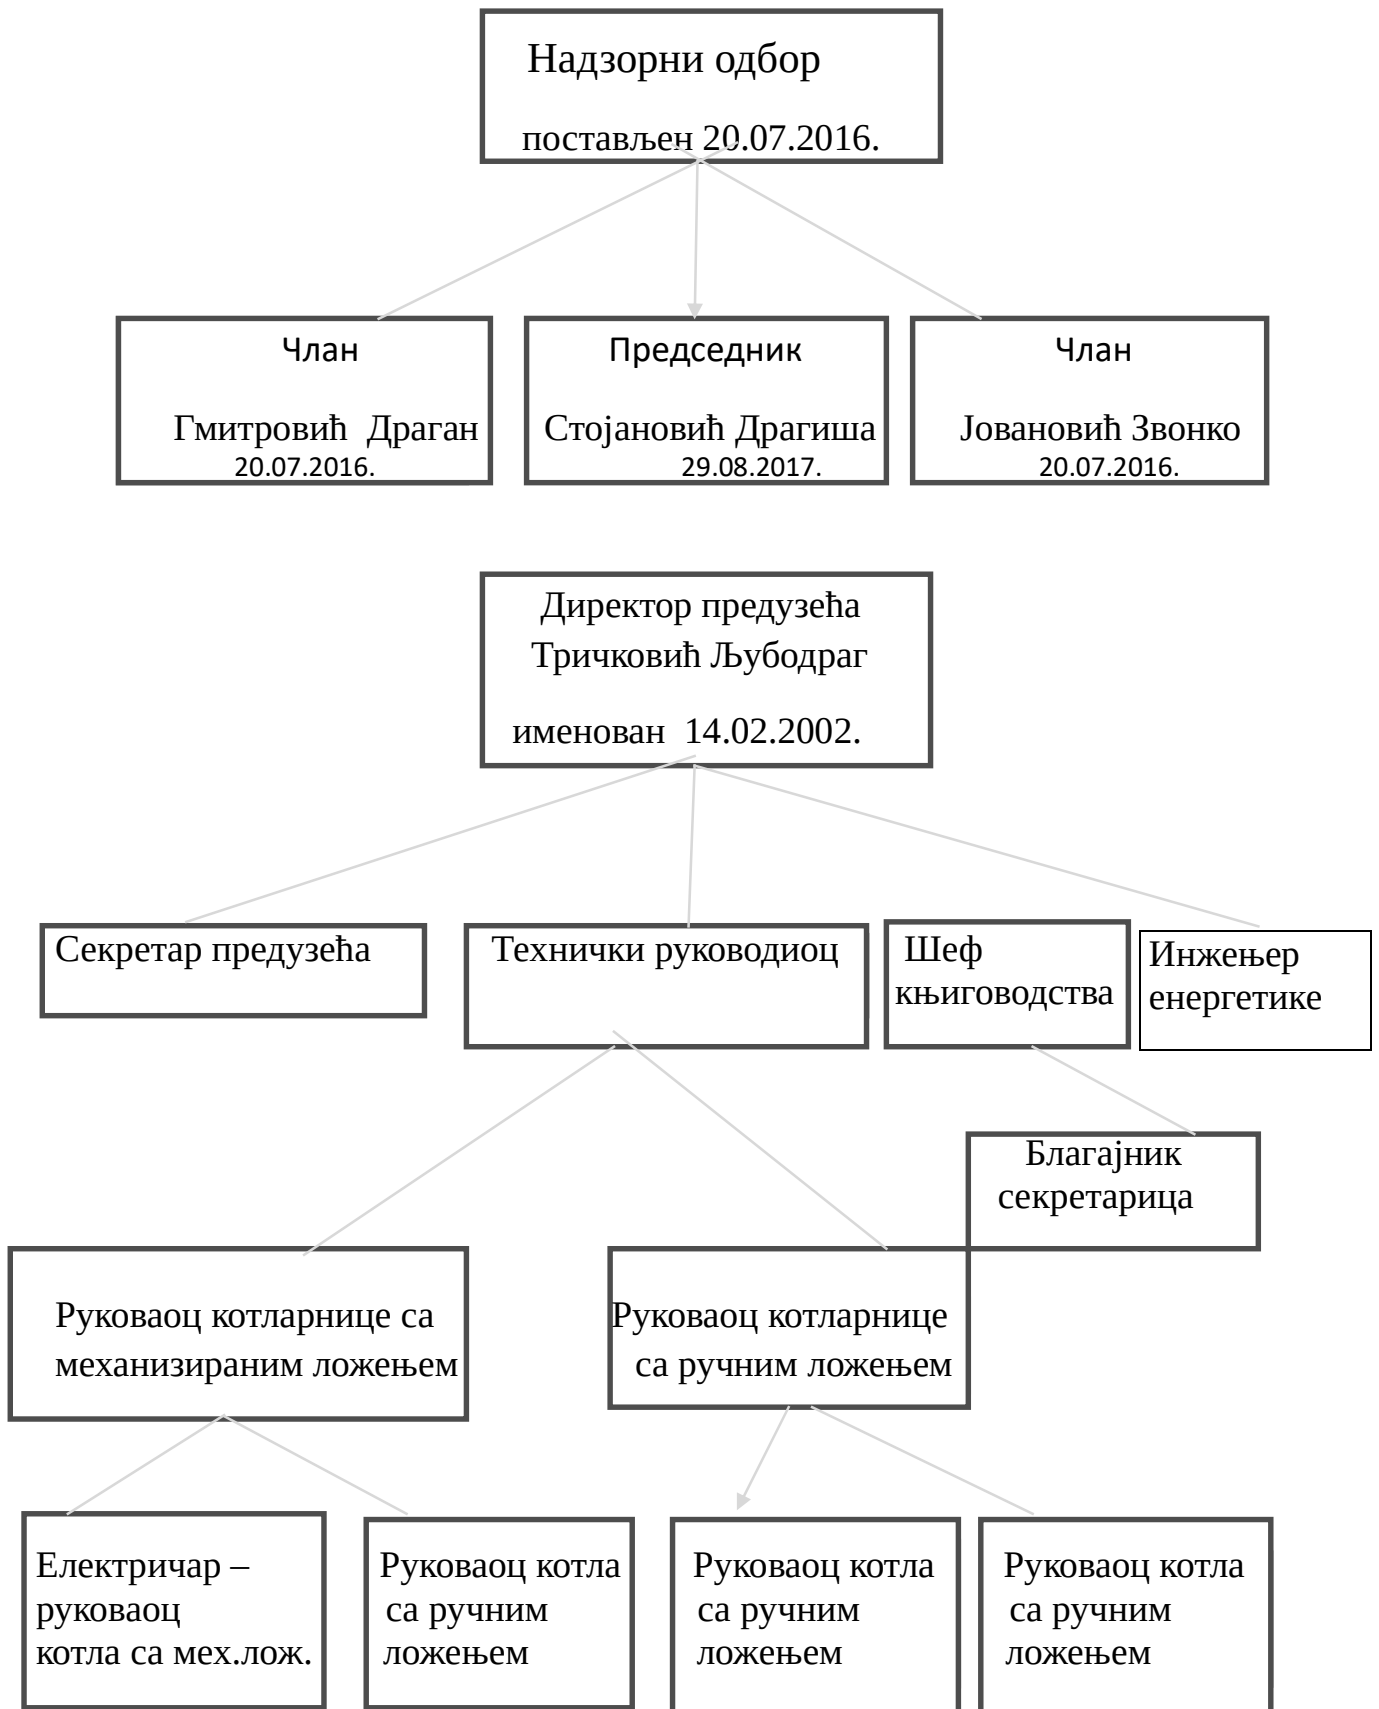 Надзорни одбор
постављен 20.07.2016.
Члан
Гмитровић Драган
20.07.2016.
Председник
Стојановић Драгиша
29.08.2017.
Члан
Јовановић Звонко
20.07.2016.
Директор предузећа
Тричковић Љубодраг
именован 14.02.2002.
Секретар предузећа
Технички руководиоц
Шеф
књиговодства
Инжењер
енергетике
Благајник
секретарица
Руковаоц котларнице са
механизираним ложењем
Руковаоц котларнице
са ручним ложењем
Електричар –
руковаоц
котла са мех.лож.
Руковаоц котла
са ручним
ложењем
Руковаоц котла
са ручним
ложењем
Руковаоц котла
са ручним
ложењем